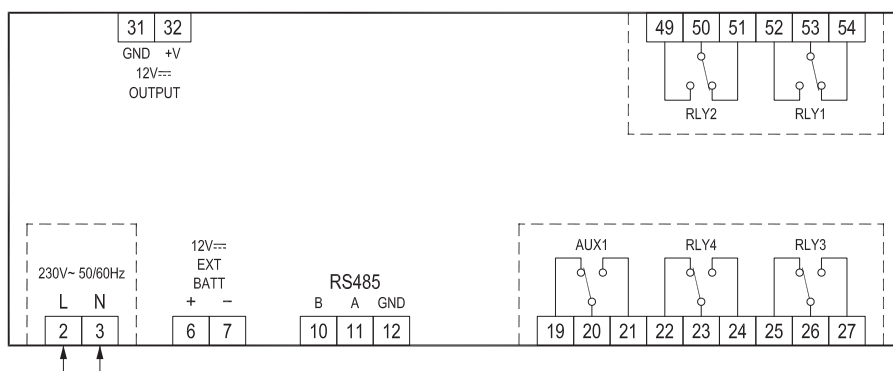 31 32 49 50 51 52 53 54
GND +V
12V⎓
OUTPUT
RLY2 RLY1
230V~ 50/60Hz
L N
2 3
12V⎓
EXT
BATT
+ −
6 7
RS485
B A GND
10 11 12
AUX1 RLY4 RLY3
19 20 21 22 23 24 25 26 27